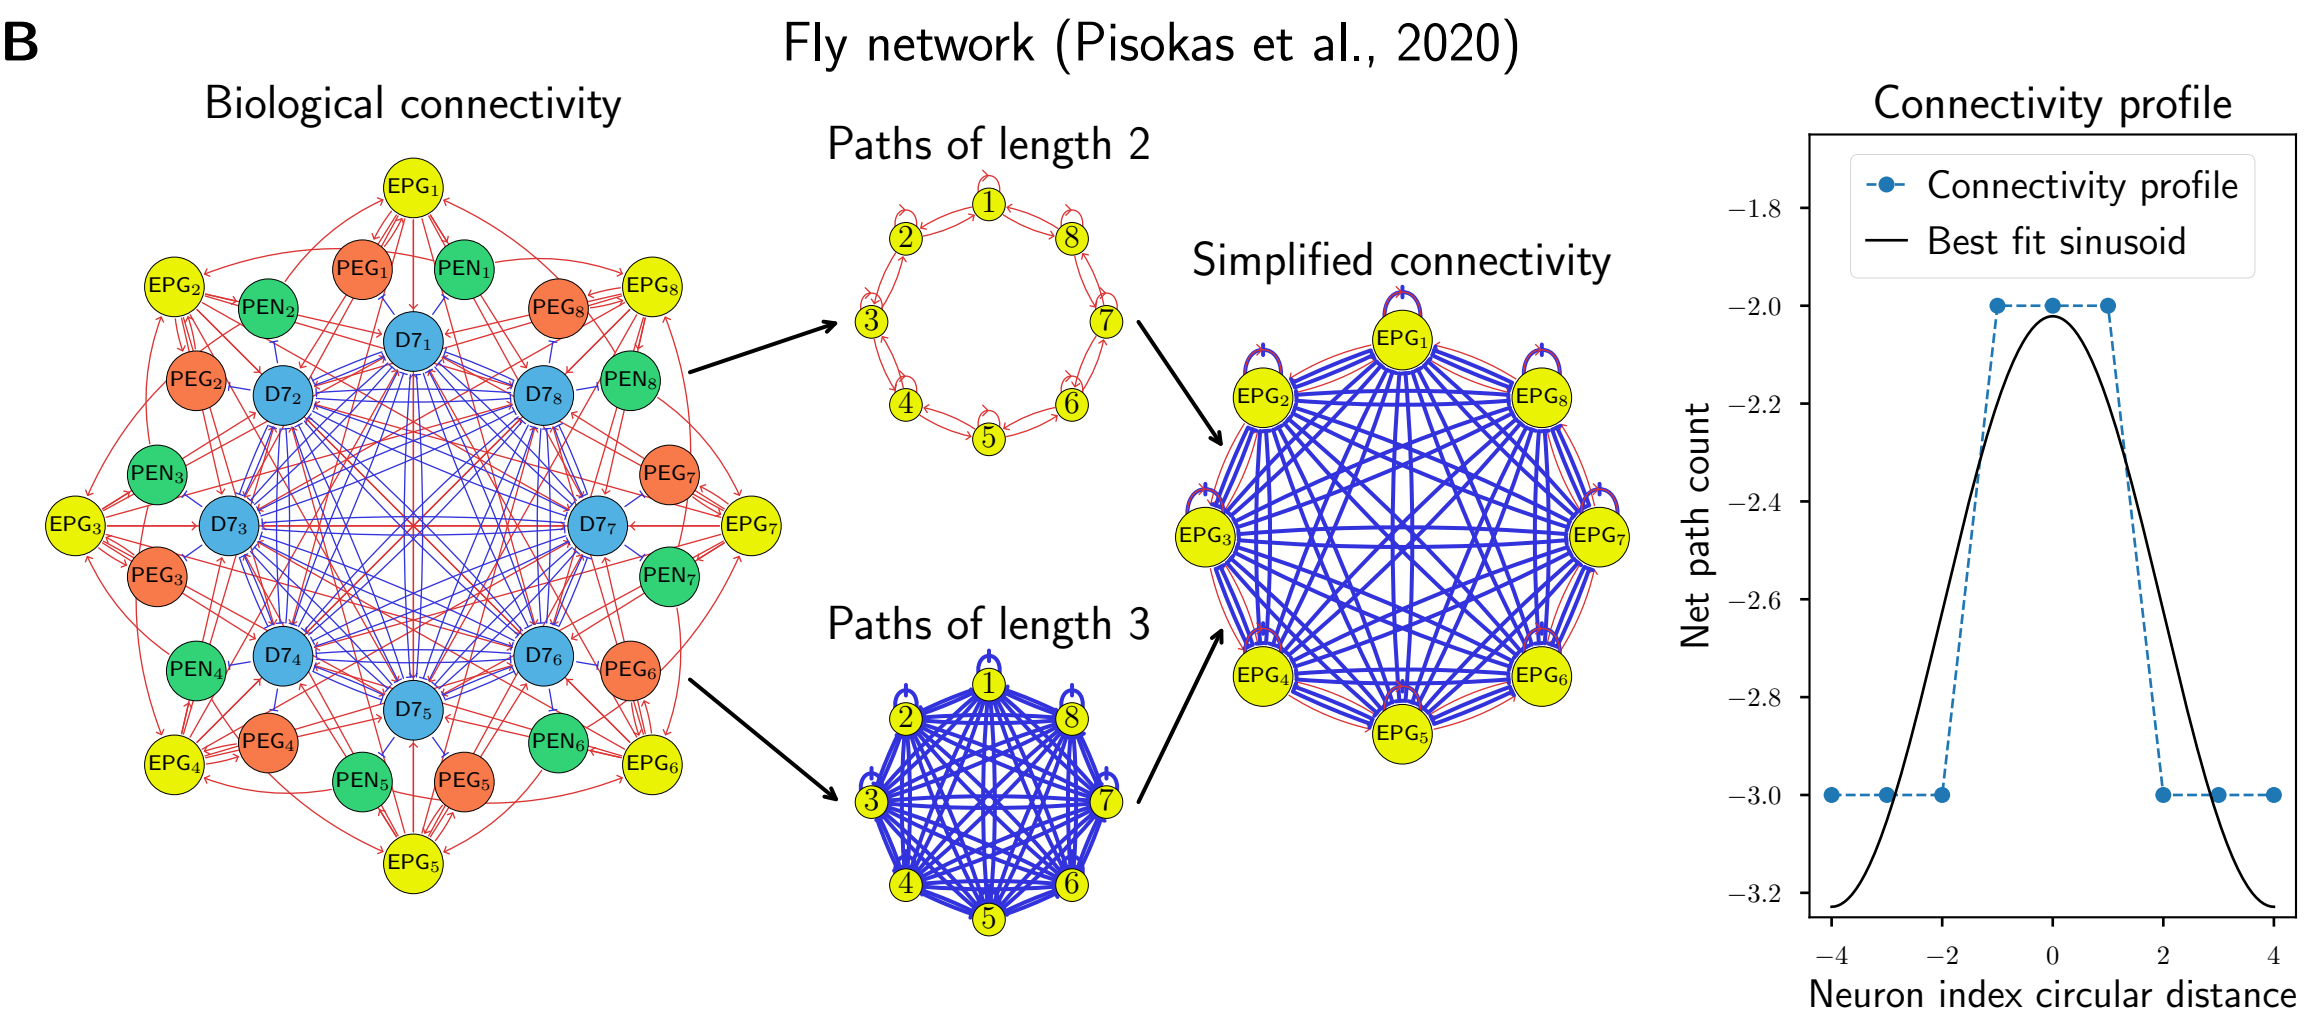 B
Fly network (Pisokas et al., 2020)
Biological connectivity
EPG₁
PEG₁
PEN₁
EPG₂
EPG₈
PEN₂
PEG₈
D7₁
PEG₂
D7₂
D7₈
PEN₈
PEN₃
PEG₇
EPG₃
D7₃
D7₇
EPG₇
PEG₃
PEN₇
D7₄
D7₆
PEN₄
PEG₆
D7₅
PEG₄
PEN₆
EPG₄
PEN₅
PEG₅
EPG₆
EPG₅
Paths of length 2
1
2
8
3
7
4
6
5
Paths of length 3
1
2
8
3
7
4
6
5
Simplified connectivity
EPG₁
EPG₂
EPG₈
EPG₃
EPG₇
EPG₄
EPG₆
EPG₅
Connectivity profile
Connectivity profile
Best fit sinusoid
Net path count
−1.8
−2.0
−2.2
−2.4
−2.6
−2.8
−3.0
−3.2
−4 −2 0 2 4
Neuron index circular distance